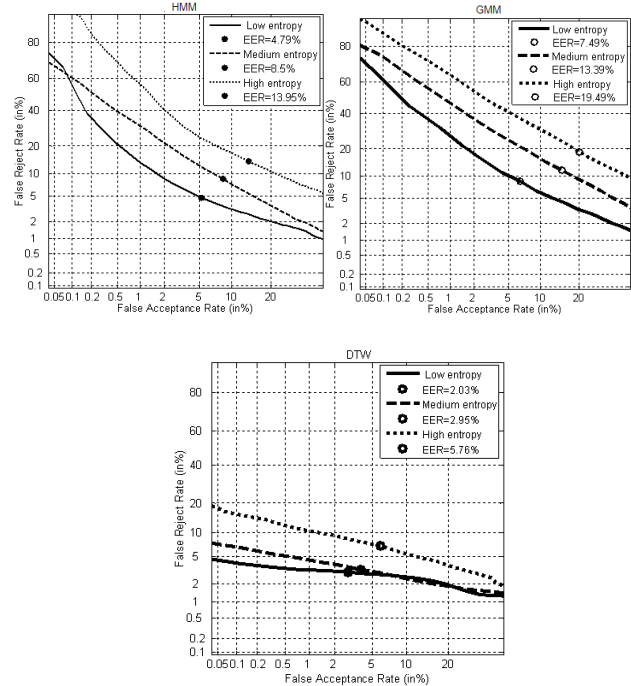 HMM
Low entropy
EER=4.79%
Medium entropy
EER=8.5%
High entropy
EER=13.95%
False Reject Rate (in%)
80
60
40
20
10
5
2
1
0.5
0.2
0.1
0.05 0.1 0.2 0.5 1 2 5 10 20
False Acceptance Rate (in%)
GMM
Low entropy
EER=7.49%
Medium entropy
EER=13.39%
High entropy
EER=19.49%
False Reject Rate (in%)
80
60
40
20
10
5
2
1
0.5
0.2
0.1
0.05 0.1 0.2 0.5 1 2 5 10 20
False Acceptance Rate (in%)
DTW
Low entropy
EER=2.03%
Medium entropy
EER=2.95%
High entropy
EER=5.76%
False Reject Rate (in%)
80
60
40
20
10
5
2
1
0.5
0.2
0.1
0.05 0.1 0.2 0.5 1 2 5 10 20
False Acceptance Rate (in%)